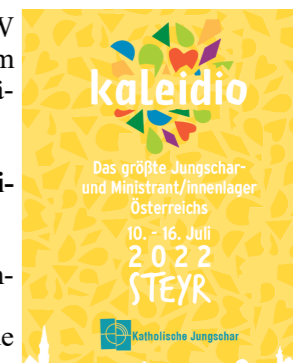 V
m
i-
i-
n-
e
kaleidio
Das größte Jungschar-
und Ministrant/innenlager
Österreichs
10. - 16. Juli
2022
STEYR
Katholische Jungschar